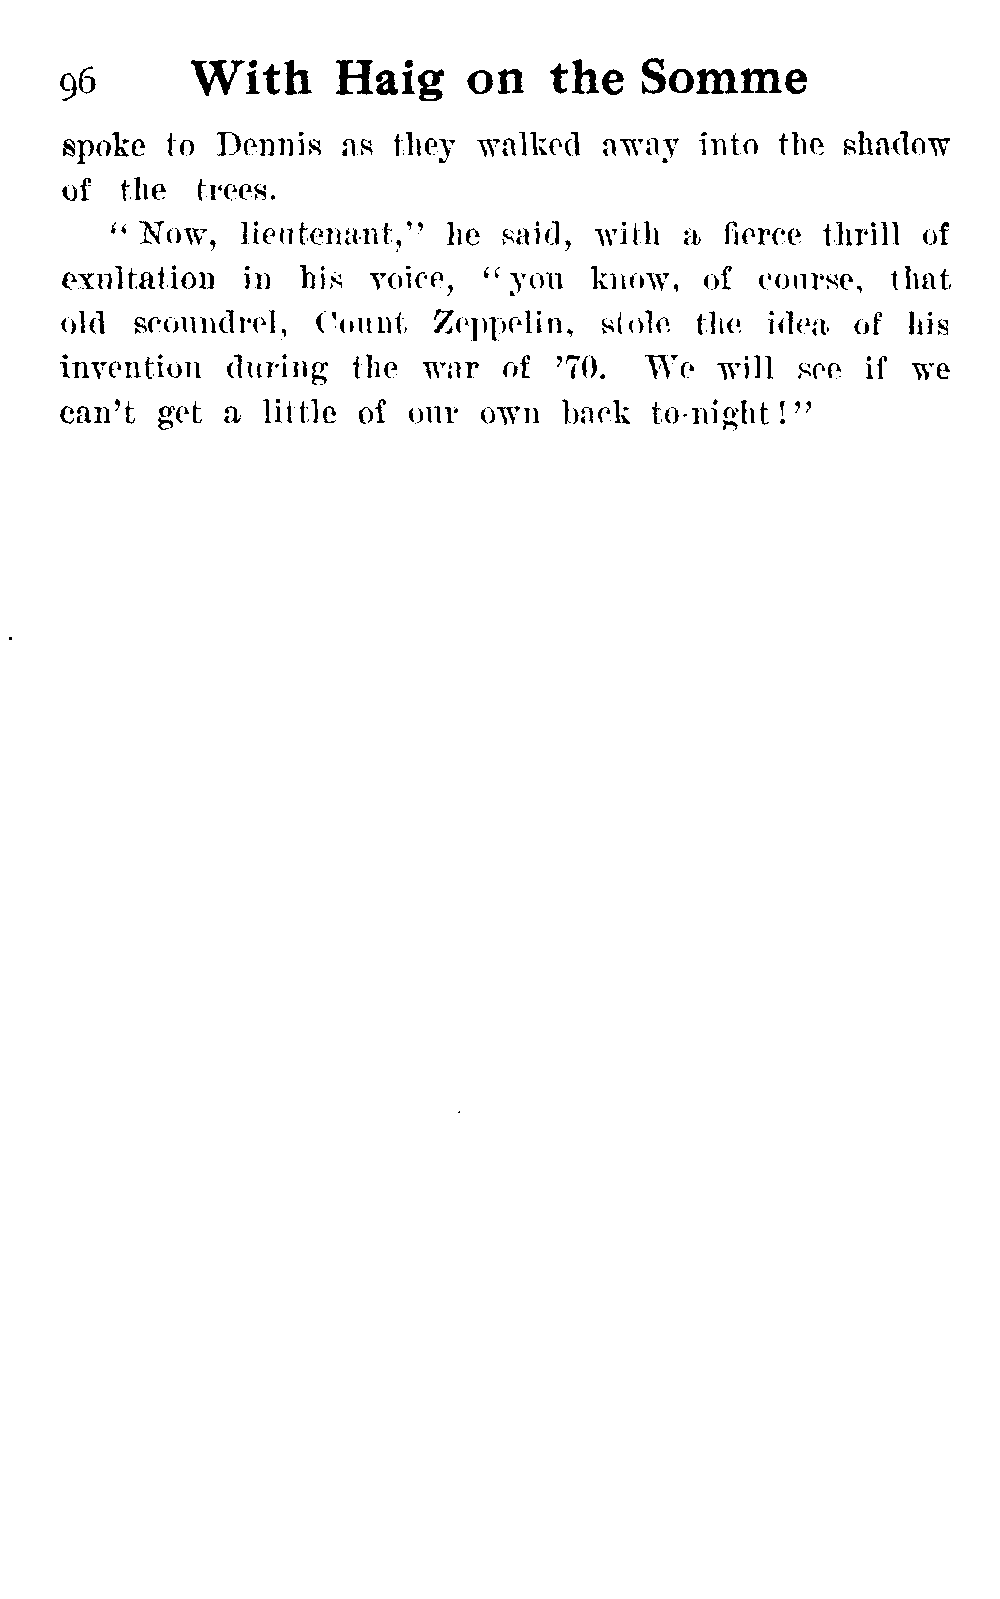 96 With Haig on the Somme
spoke to Dennis as they walked away into the shadow
of the trees.
“Now, lieutenant,” he said, with a fierce thrill of
exultation in his voice, “you know, of course, that
old scoundrel, Count Zeppelin, stole the idea of his
invention during the war of ’70. We will see if we
can’t get a little of our own back to-night!”